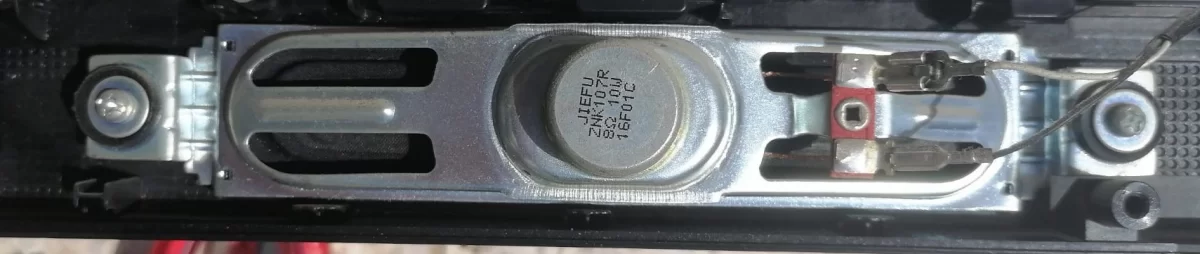 JIEFU
ZNK107R
8Ω 10W
16F01C